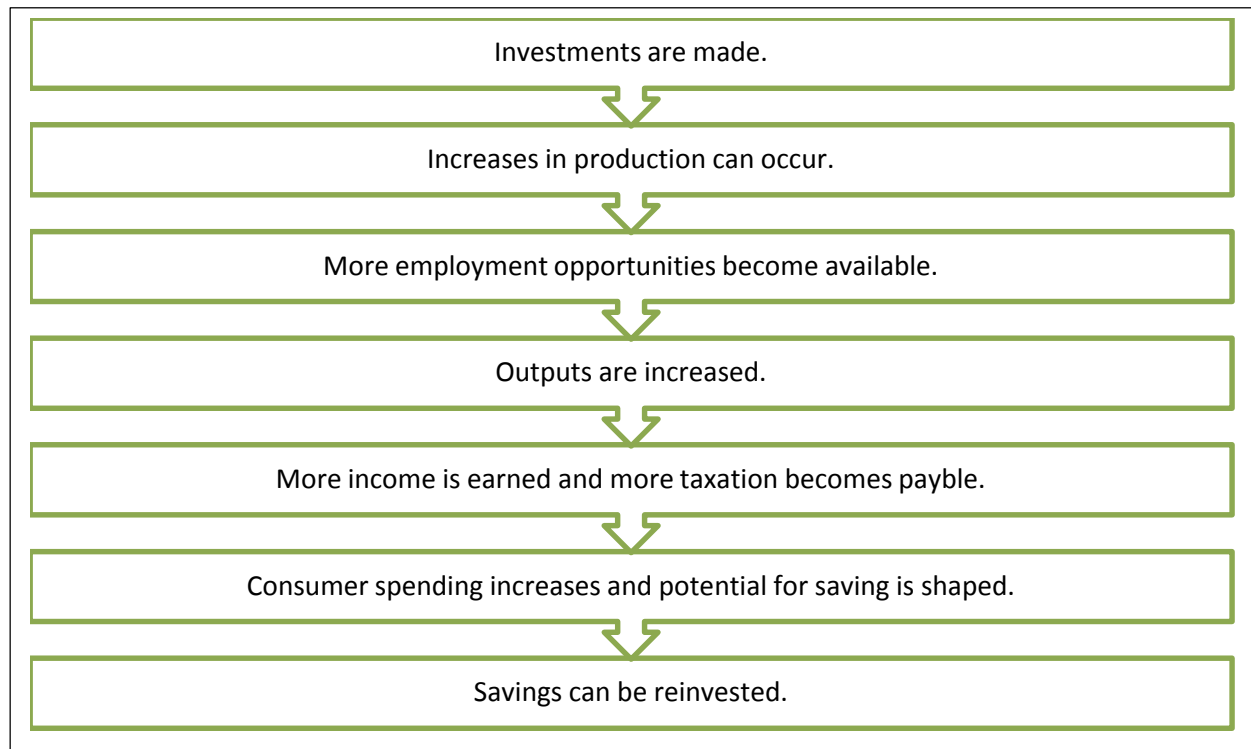 Investments are made.
Increases in production can occur.
More employment opportunities become available.
Outputs are increased.
More income is earned and more taxation becomes payble.
Consumer spending increases and potential for saving is shaped.
Savings can be reinvested.